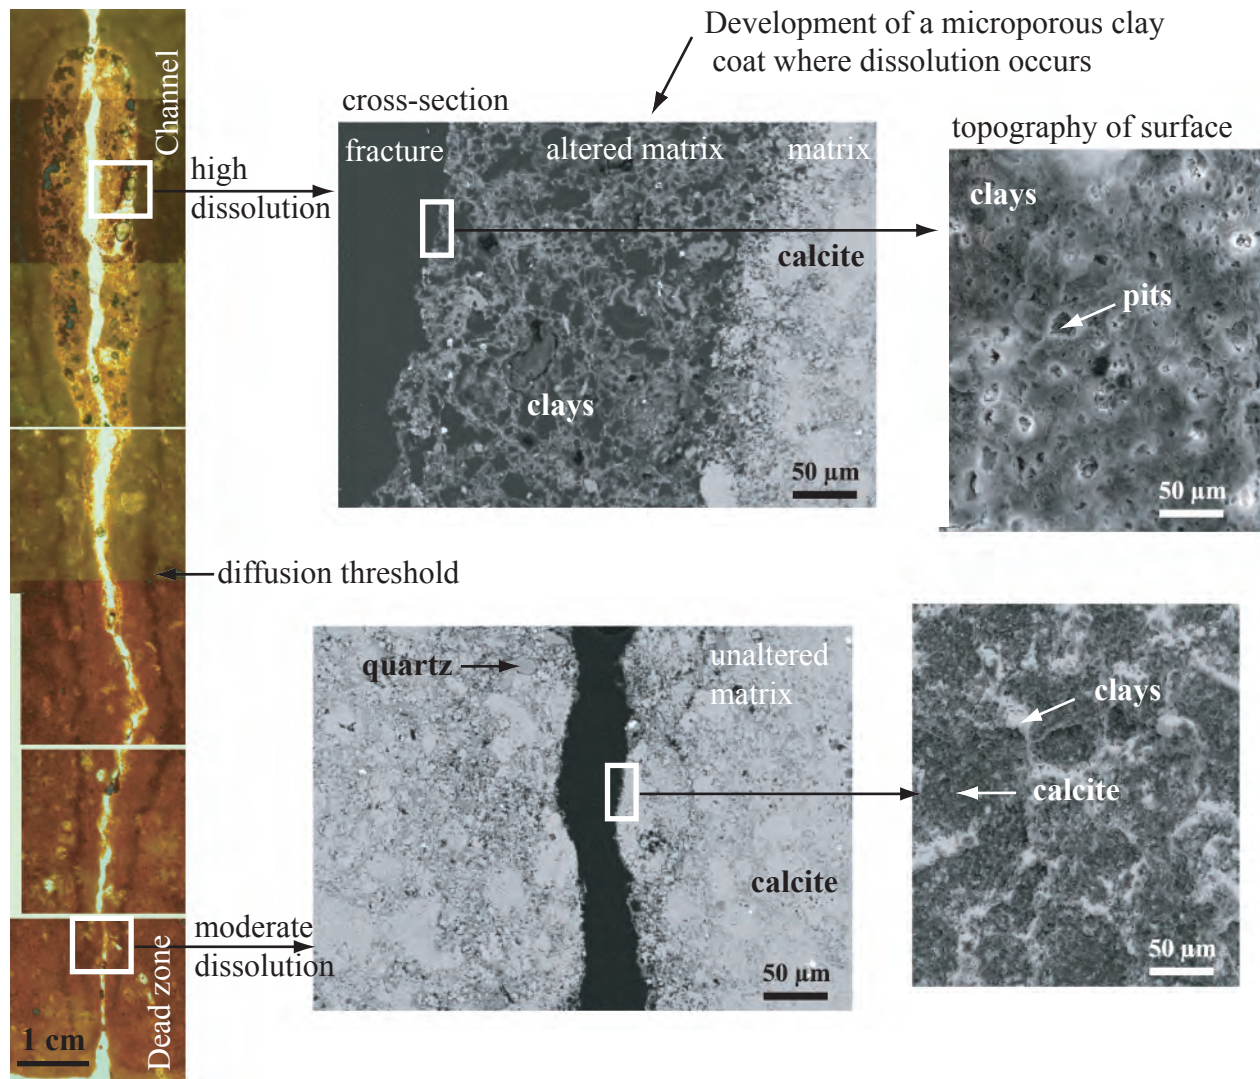 Development of a microporous clay
coat where dissolution occurs
Channel
cross-section
topography of surface
fracture
altered matrix
matrix
high
dissolution
clays
calcite
pits
clays
50 µm
50 µm
diffusion threshold
quartz
unaltered
matrix
clays
calcite
calcite
moderate
dissolution
50 µm
50 µm
Dead zone
1 cm